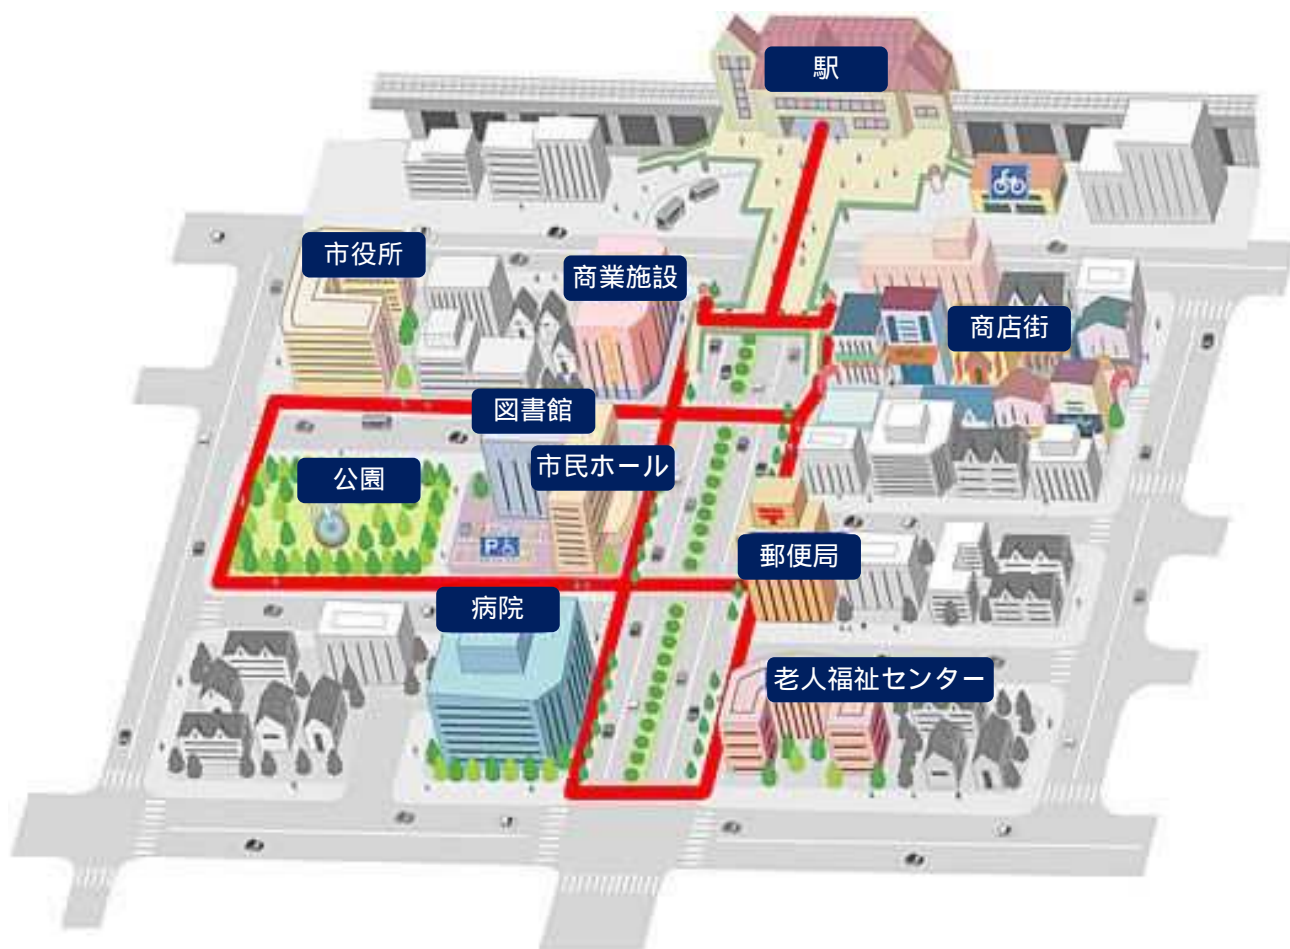 駅
市役所
商業施設
商店街
図書館
市民ホール
公園
P
郵便局
病院
老人福祉センター